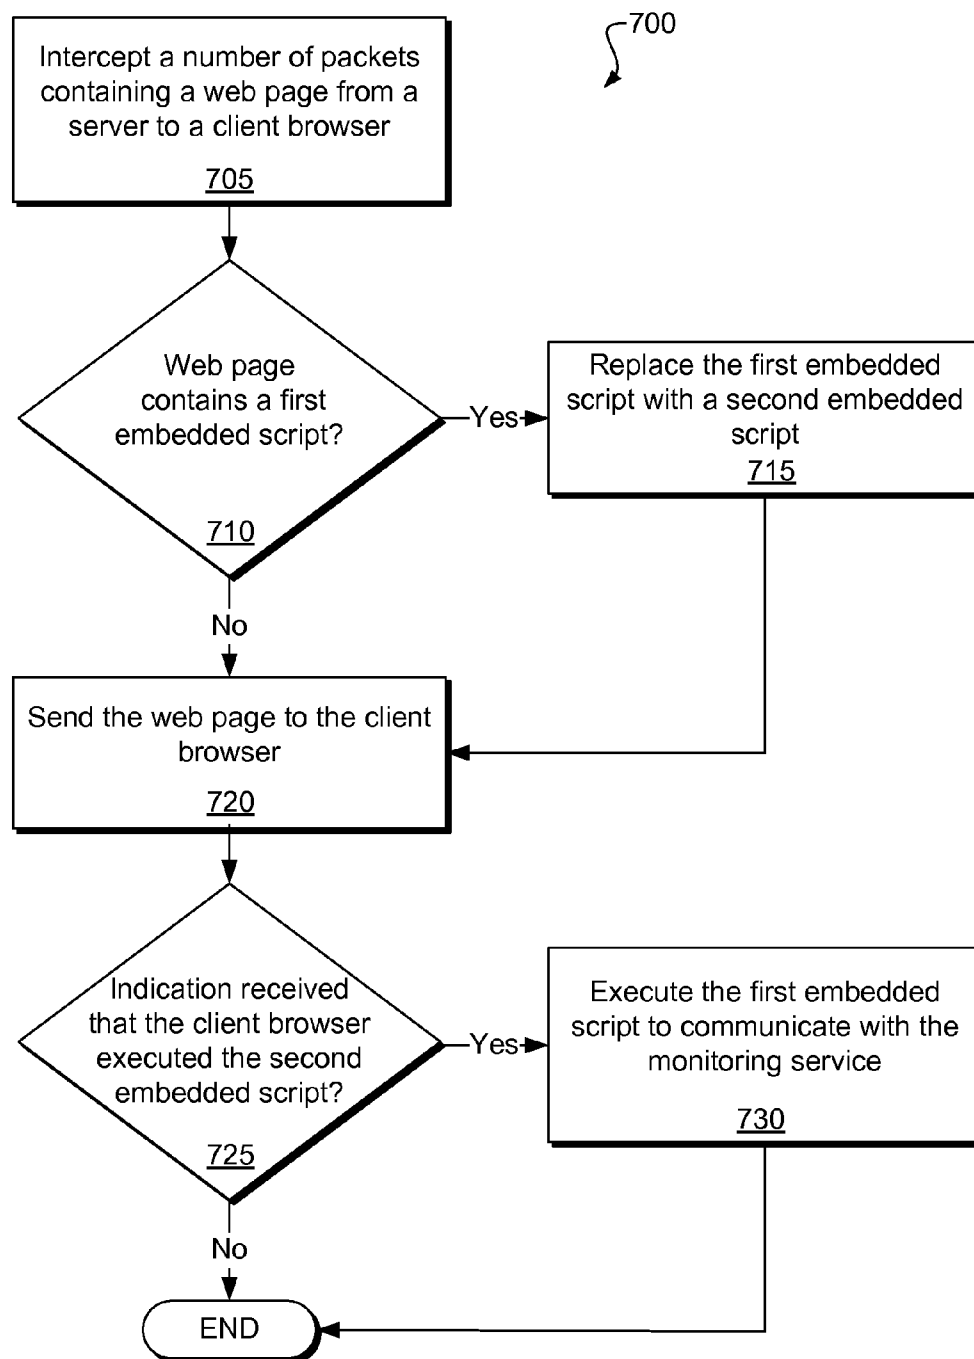 700
Intercept a number of packets
containing a web page from a
server to a client browser
705
Web page
contains a first
embedded script?
710
Yes
Replace the first embedded
script with a second embedded
script
715
No
Send the web page to the client
browser
720
Indication received
that the client browser
executed the second
embedded script?
725
Yes
Execute the first embedded
script to communicate with the
monitoring service
730
No
END